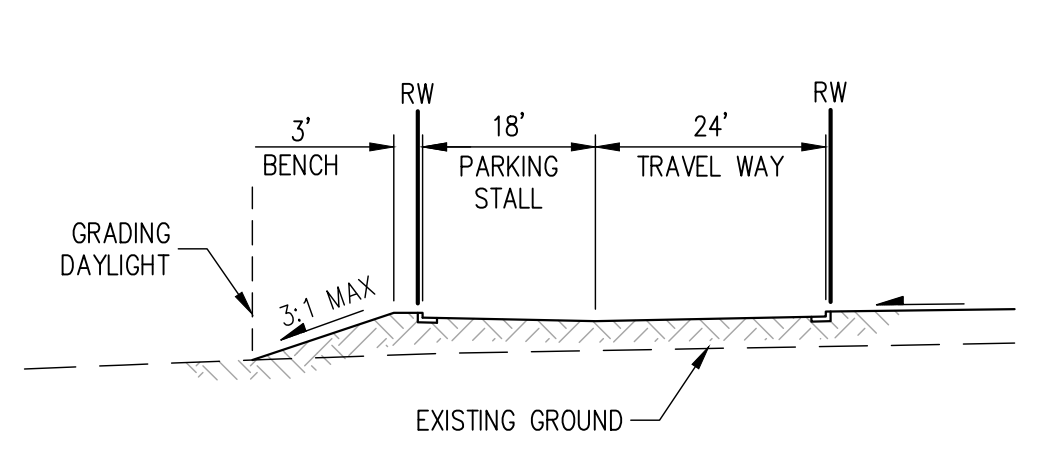 RW
RW
3'
BENCH
18'
PARKING
STALL
24'
TRAVEL WAY
GRADING
DAYLIGHT
3:1 MAX
EXISTING GROUND